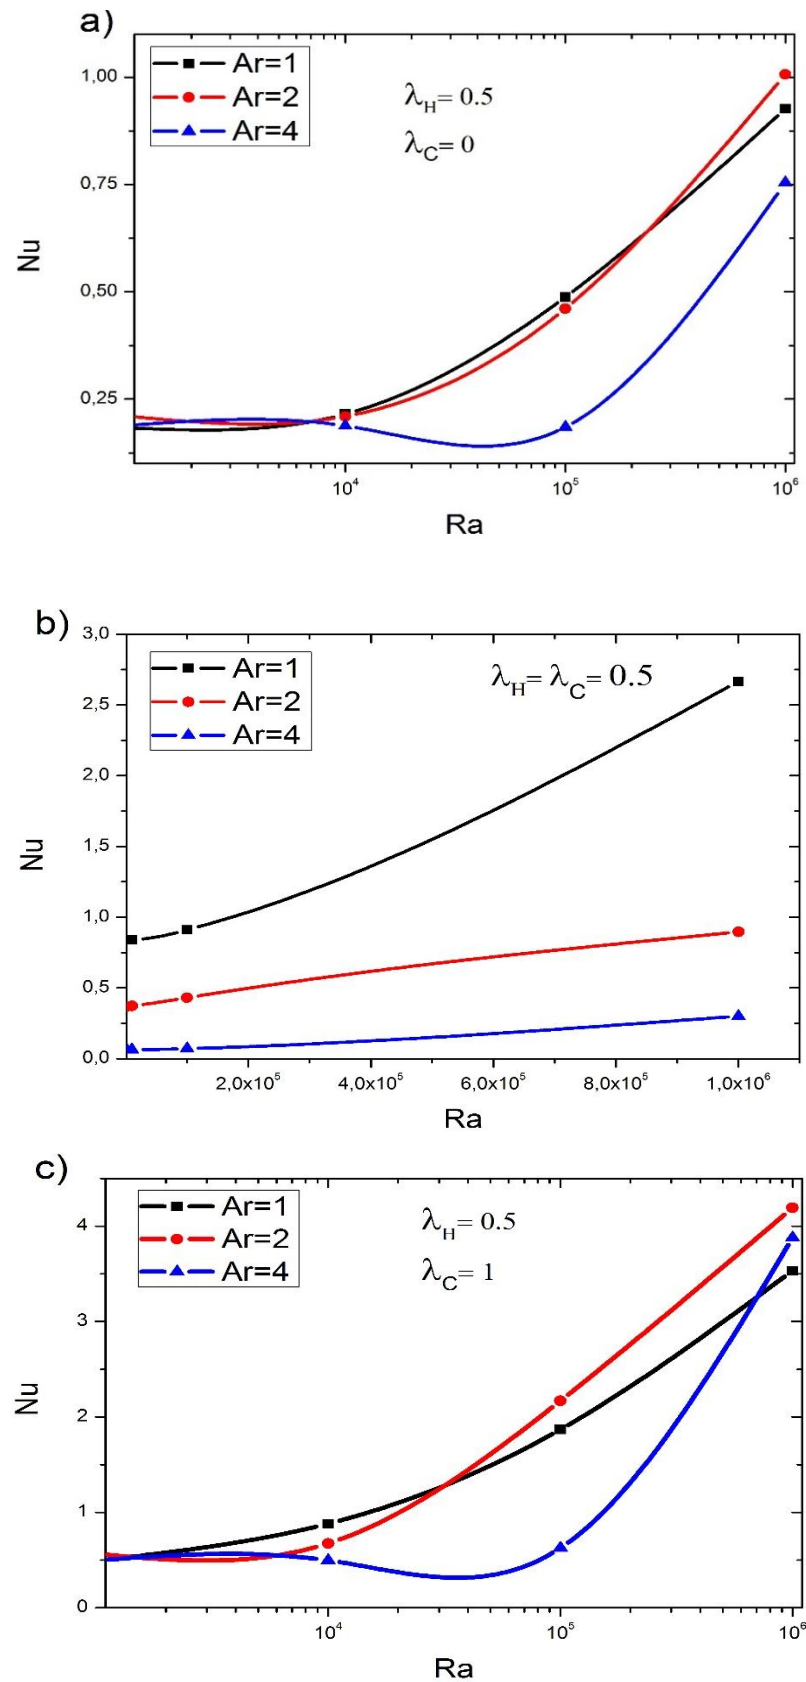 a)
Ar=1
Ar=2
Ar=4
λH= 0.5
λC= 0
1,00
0,75
0,50
0,25
Nu
10⁴
10⁵
10⁶
Ra
b)
3,0
Ar=1
Ar=2
Ar=4
λH= λC= 0.5
2,5
2,0
1,5
1,0
0,5
0,0
Nu
2,0x10⁵
4,0x10⁵
6,0x10⁵
8,0x10⁵
1,0x10⁶
Ra
c)
Ar=1
Ar=2
Ar=4
λH= 0.5
λC= 1
4
3
2
1
0
Nu
10⁴
10⁵
10⁶
Ra